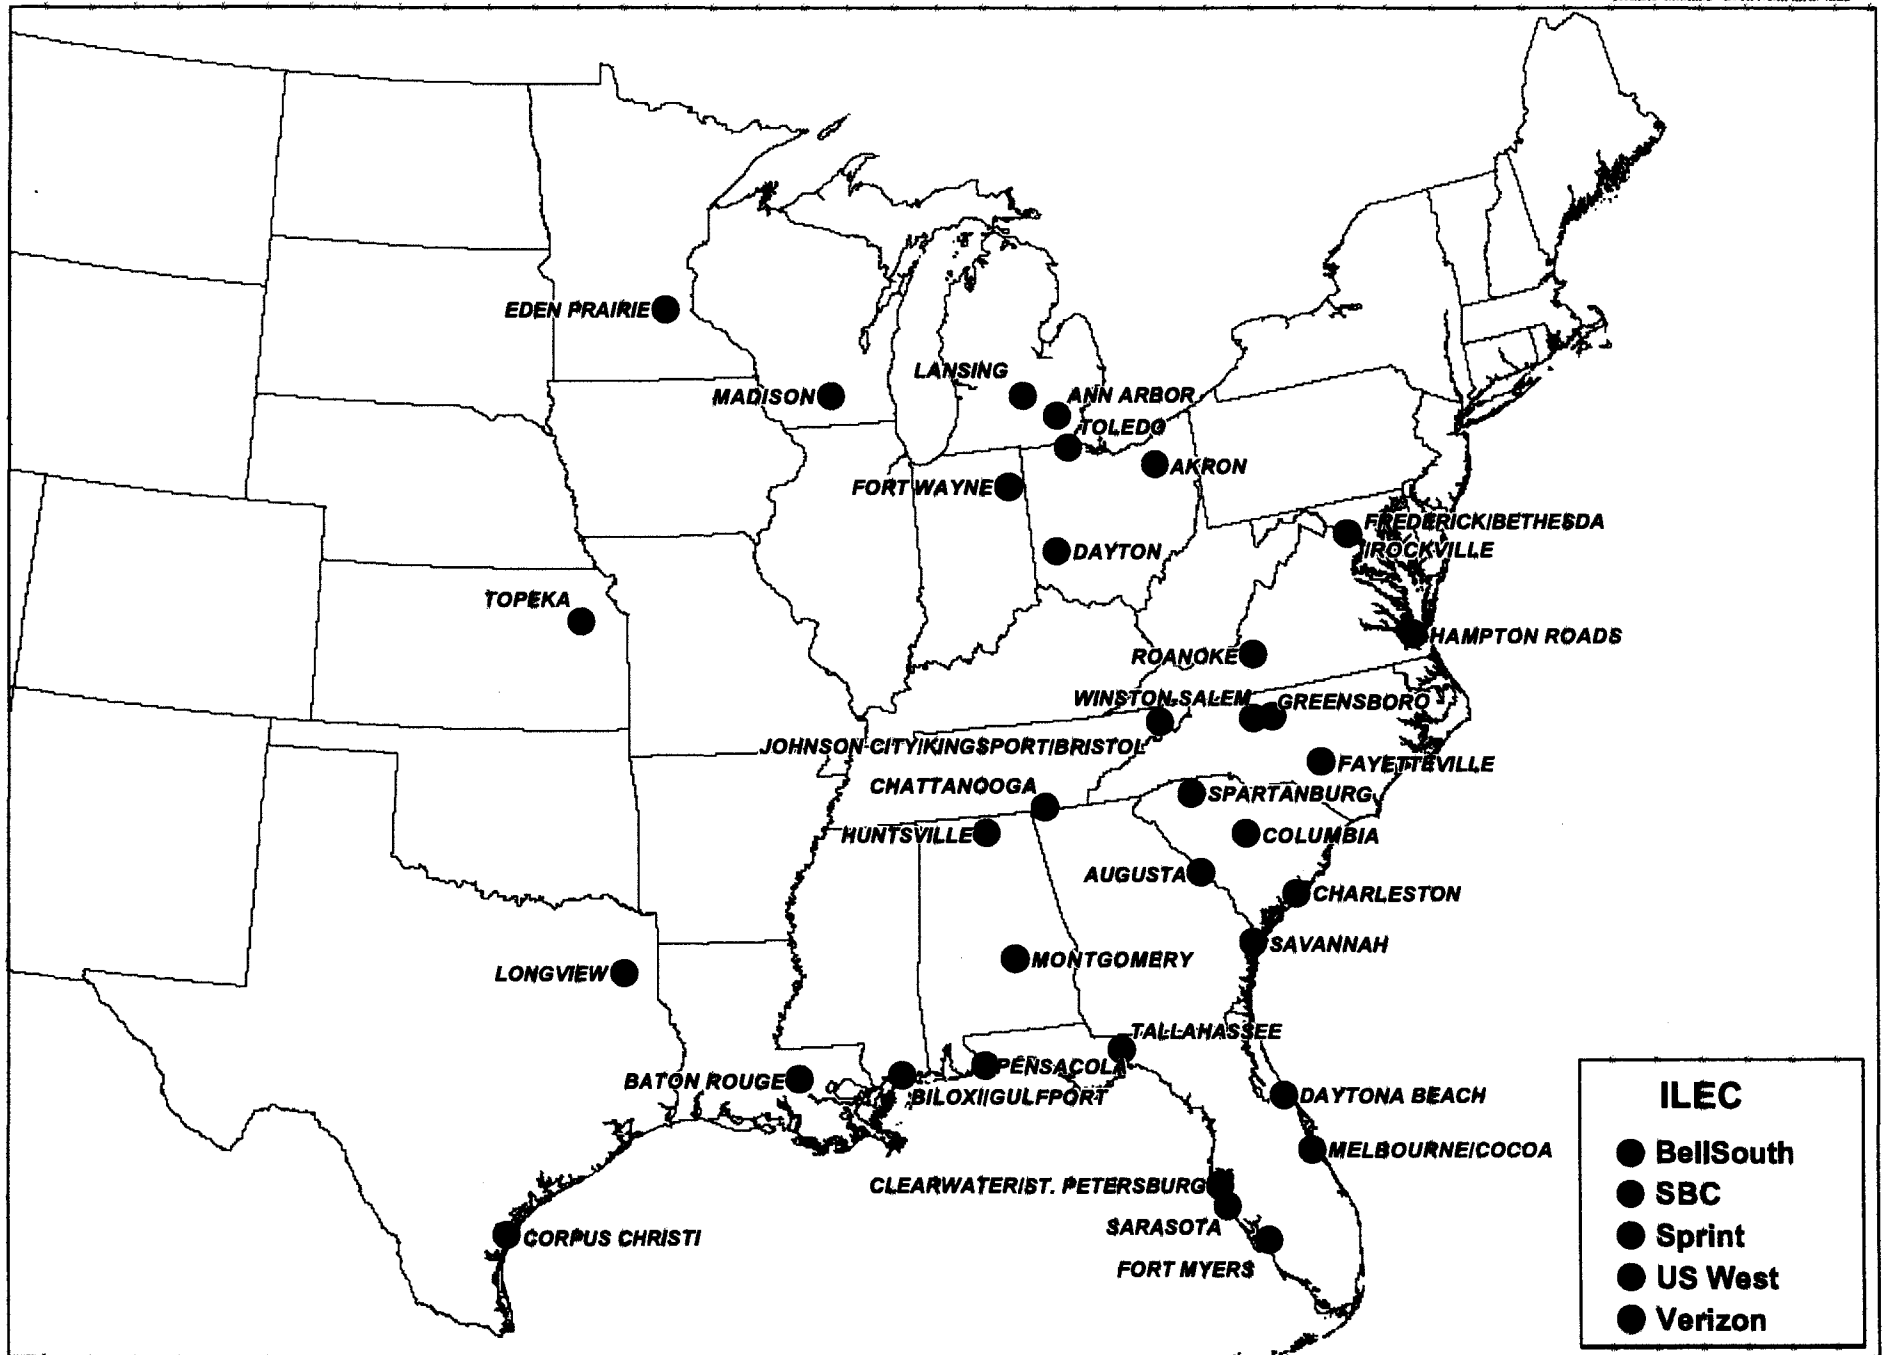 EDEN PRAIRIE
LANSING
MADISON
ANN ARBOR
TOLEDO
AKRON
FORT WAYNE
FREDERICK/BETHESDA
/ROCKVILLE
DAYTON
TOPEKA
HAMPTON ROADS
ROANOKE
WINSTON-SALEM
GREENSBORO
JOHNSON CITY/KINGSPORT/BRISTOL
FAYETTEVILLE
CHATTANOOGA
SPARTANBURG
HUNTSVILLE
COLUMBIA
AUGUSTA
CHARLESTON
SAVANNAH
MONTGOMERY
LONGVIEW
TALLAHASSEE
PENSACOLA
BATON ROUGE
BILOXI/GULFPORT
DAYTONA BEACH
MELBOURNE/COCOA
CLEARWATER/ST. PETERSBURG
SARASOTA
CORPUS CHRISTI
FORT MYERS
ILEC
BellSouth
SBC
Sprint
US West
Verizon